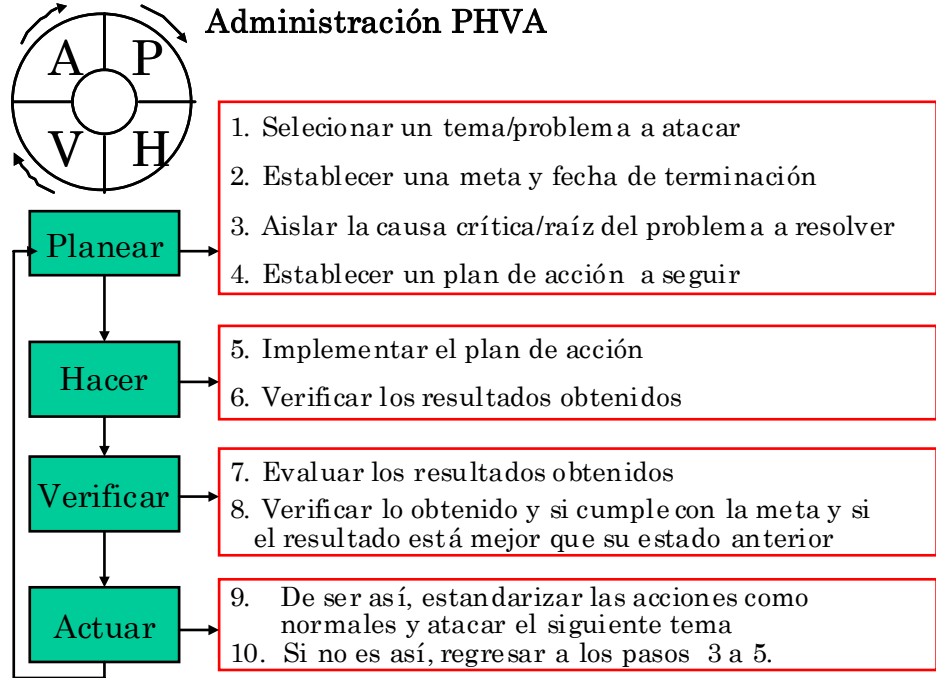 Administración PHVA
A P
V H
1. Selecionar un tema/problema a atacar
2. Establecer una meta y fecha de terminación
3. Aislar la causa crítica/raíz del problema a resolver
4. Establecer un plan de acción a seguir
Planear
5. Implementar el plan de acción
6. Verificar los resultados obtenidos
Hacer
7. Evaluar los resultados obtenidos
8. Verificar lo obtenido y si cumple con la meta y si
el resultado está mejor que su estado anterior
Verificar
9. De ser así, estandarizar las acciones como
normales y atacar el siguiente tema
10. Si no es así, regresar a los pasos 3 a 5.
Actuar